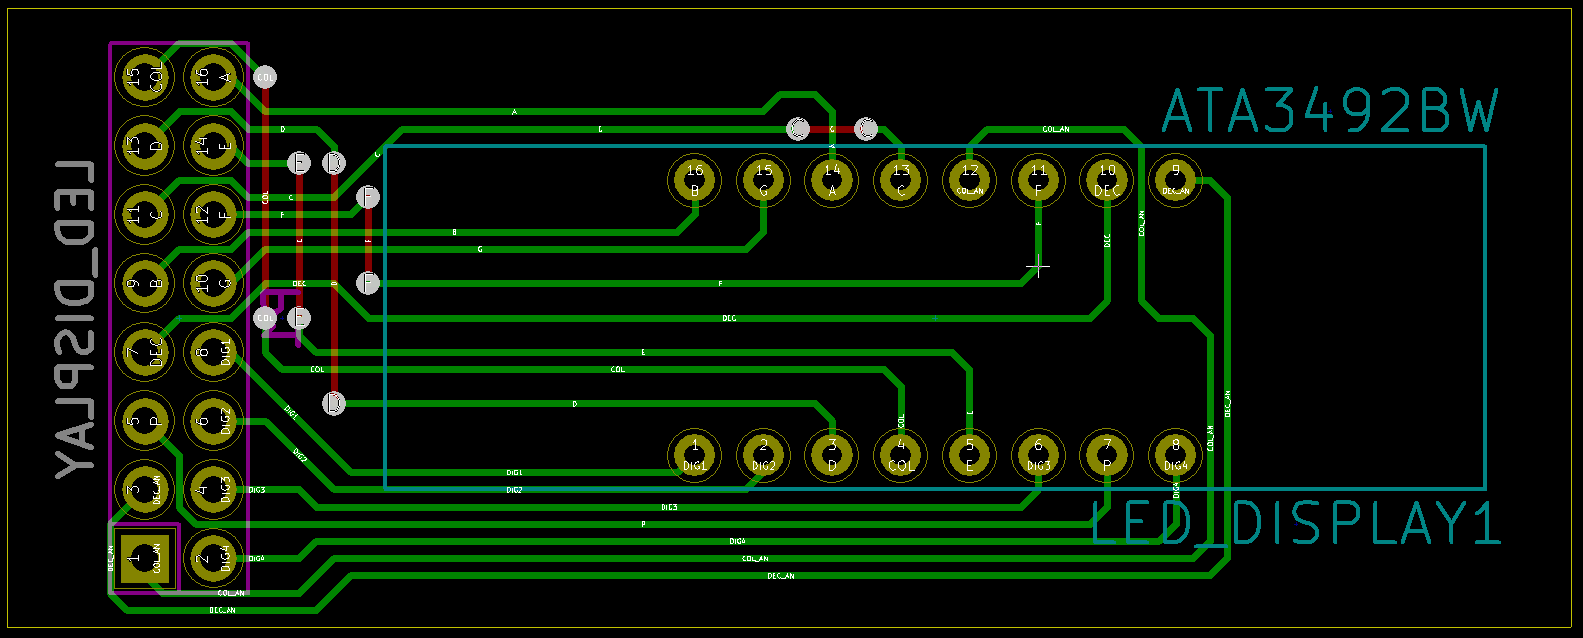 ATA3492BW
LED_DISPLAY
LED_DISPLAY1
15 COL
16 A
13 D
14 E
11 C
12 F
9 B
10 G
7 DEC
8 DIG1
5 P
6 DIG2
3 DEC_AN
4 DIG3
1 COL_AN
2 DIG4
16 B
15 G
14 A
13 C
12 COL_AN
11 F
10 DEC
9 DEC_AN
1 DIG1
2 DIG2
3 D
4 COL
5 E
6 DIG3
7 P
8 DIG4
COL
E
D
F
C
C
F
COL
E
D
A
D
C
COL_AN
C
F
B
G
F
DEC
DEC
E
COL
COL
D
DIG1
DIG1
DIG2
DIG2
DIG3
DIG3
P
DIG4
DIG4
COL_AN
DEC_AN
COL_AN
DEC_AN
DEC_AN
COL
E
D
F
F
DEC
COL_AN
COL_AN
DEC_AN
COL
E
DIG4